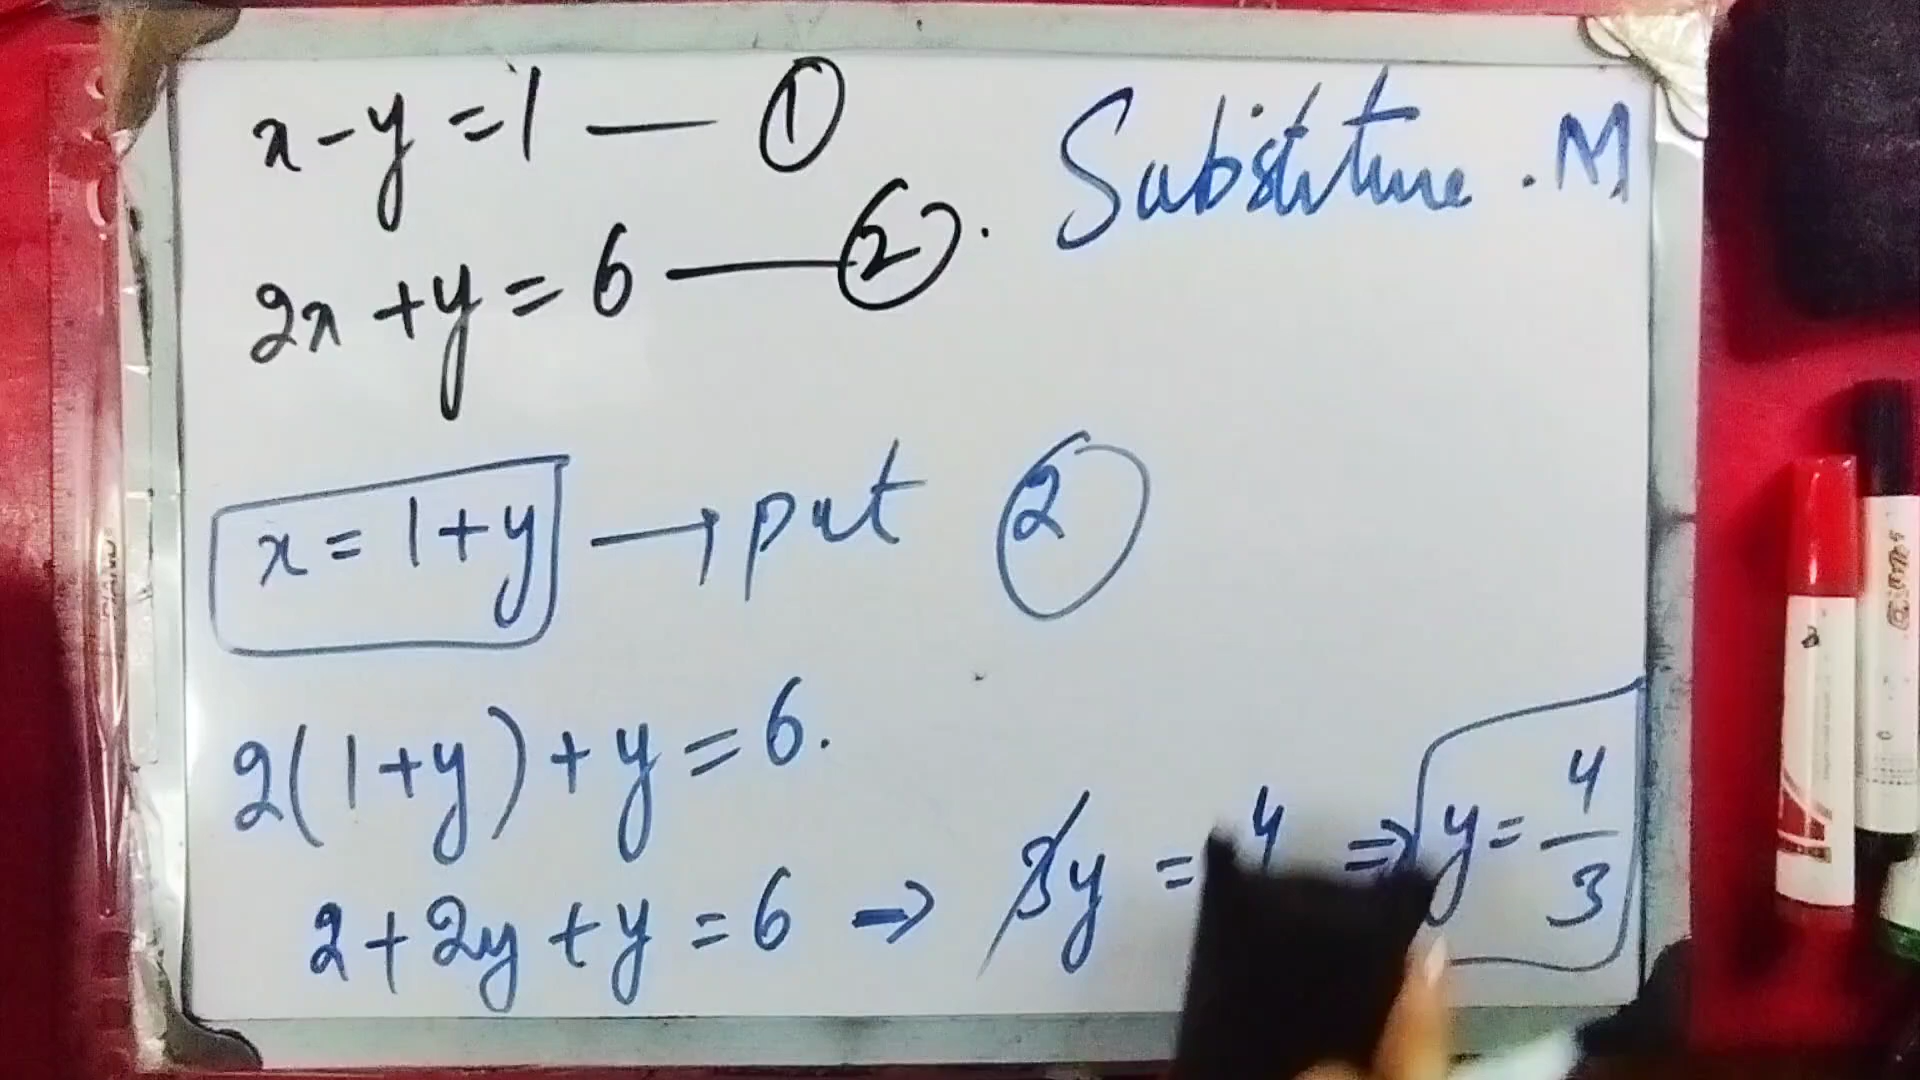 x - y = 1 — ①
Substitute . M
2x + y = 6 — ② .
x = 1 + y → put ②
2(1 + y) + y = 6.
2 + 2y + y = 6 ⇒ 3y = 4 ⇒ y = 4/3